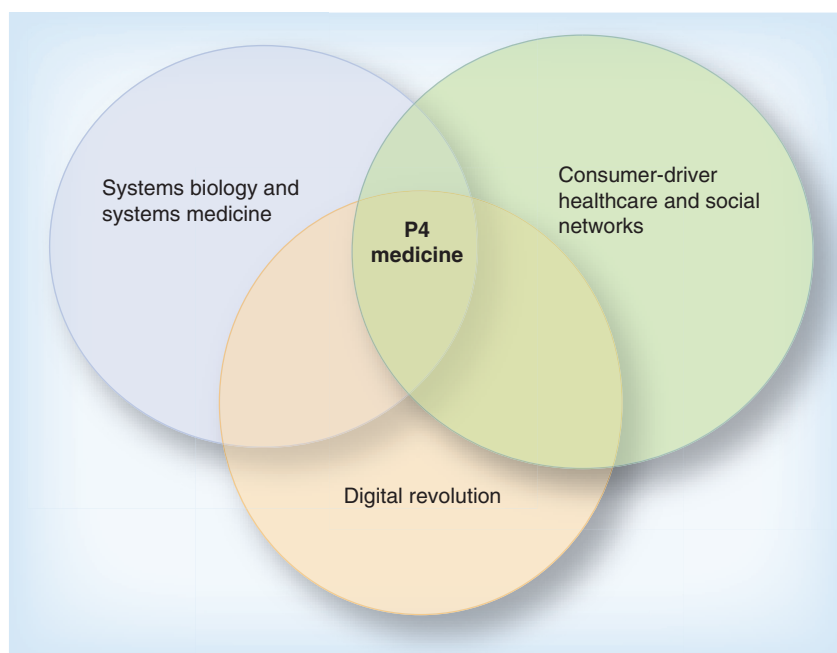 Systems biology and
systems medicine
Consumer-driver
healthcare and social
networks
P4
medicine
Digital revolution